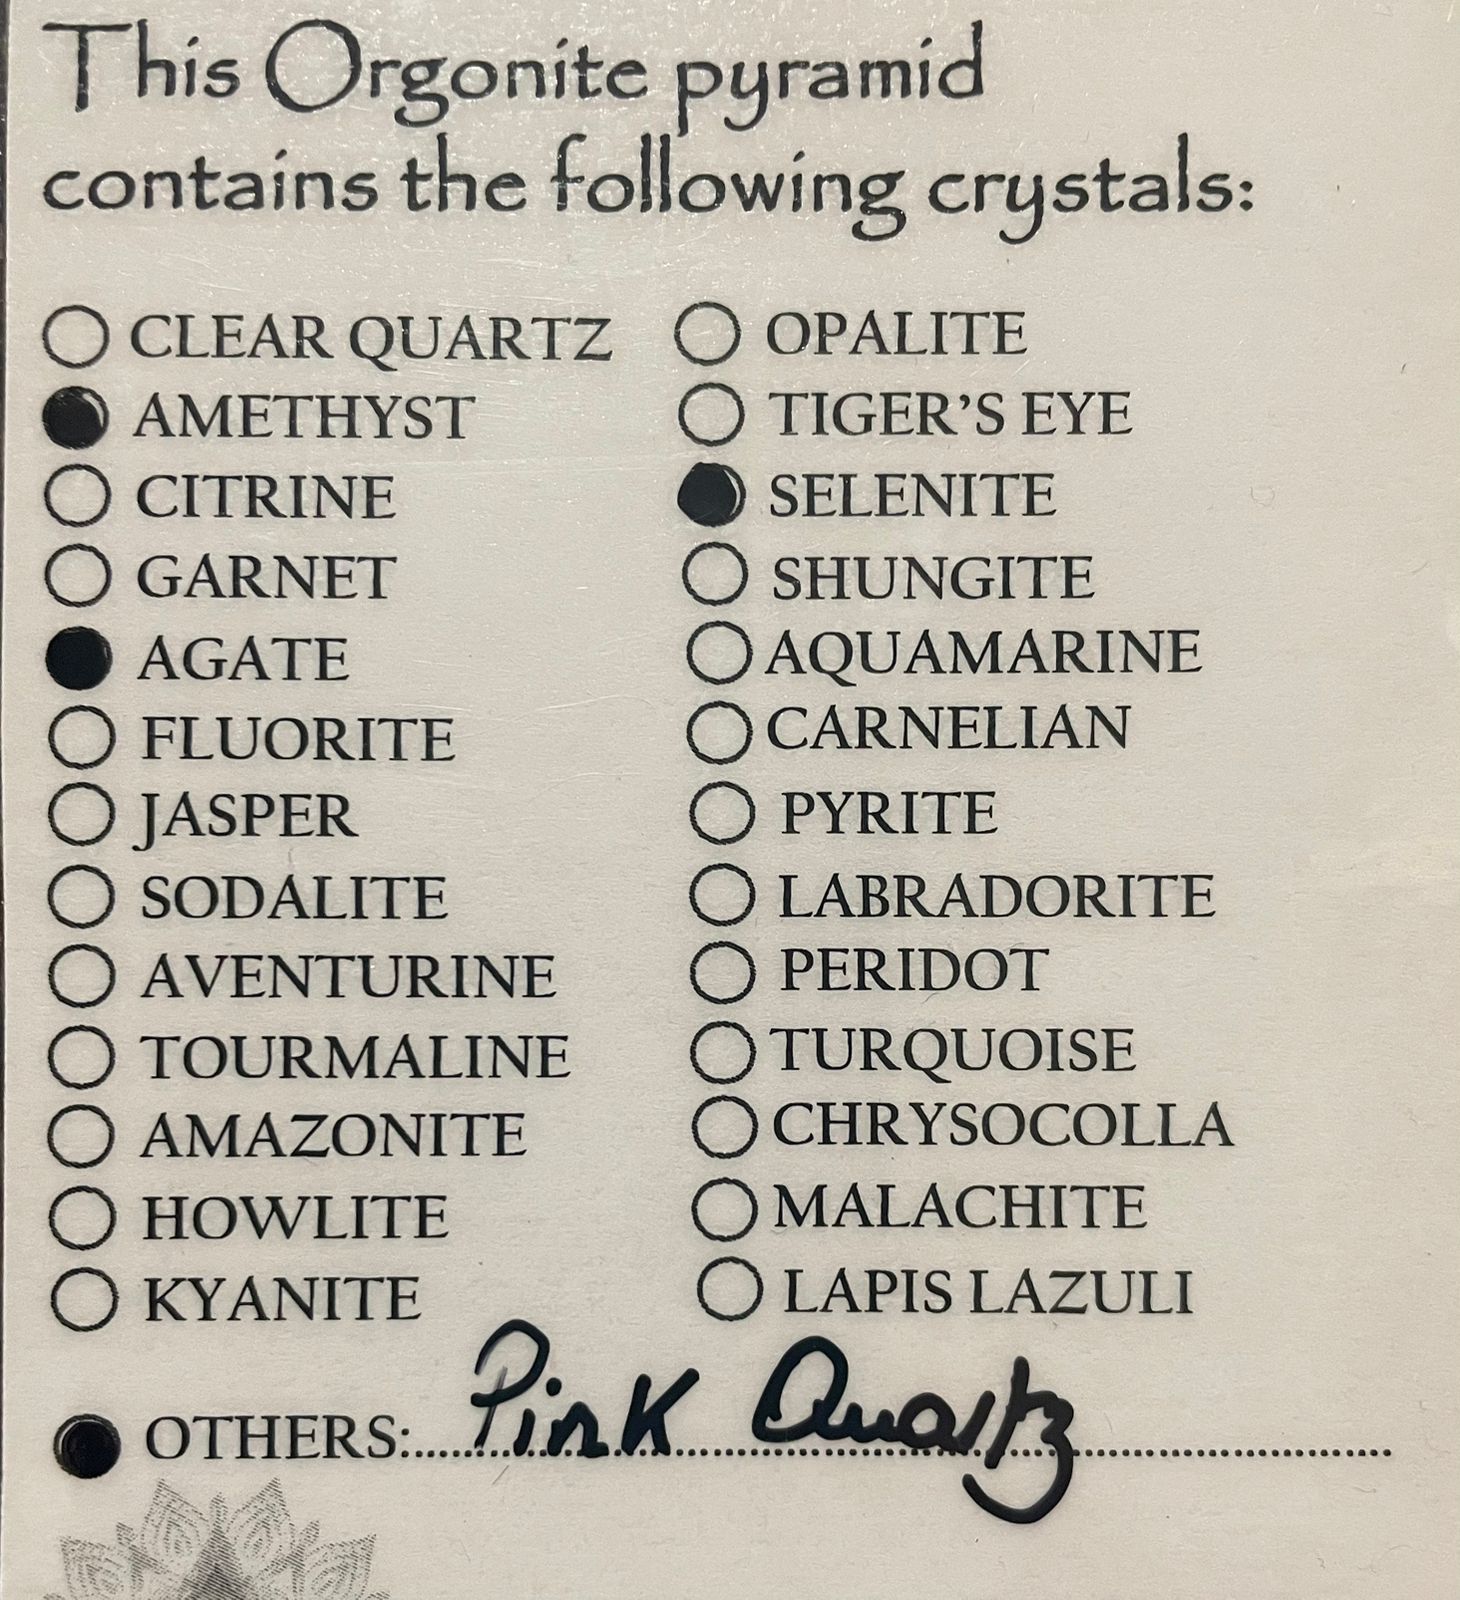 This Orgonite pyramid
contains the following crystals:
CLEAR QUARTZ
AMETHYST
CITRINE
GARNET
AGATE
FLUORITE
JASPER
SODALITE
AVENTURINE
TOURMALINE
AMAZONITE
HOWLITE
KYANITE
OPALITE
TIGER'S EYE
SELENITE
SHUNGITE
AQUAMARINE
CARNELIAN
PYRITE
LABRADORITE
PERIDOT
TURQUOISE
CHRYSOCOLLA
MALACHITE
LAPIS LAZULI
OTHERS: Pink Quartz